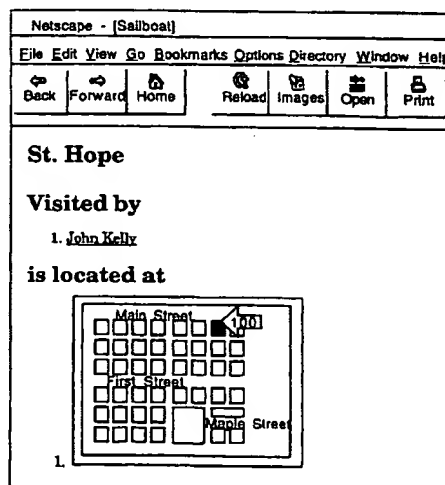 Netscape - [Sailboat]
File Edit View Go Bookmarks Options Directory Window Help
Back Forward Home Reload Images Open Print
St. Hope
Visited by
1. John Kelly
is located at
Main Street
100
First Street
Maple Street
1.